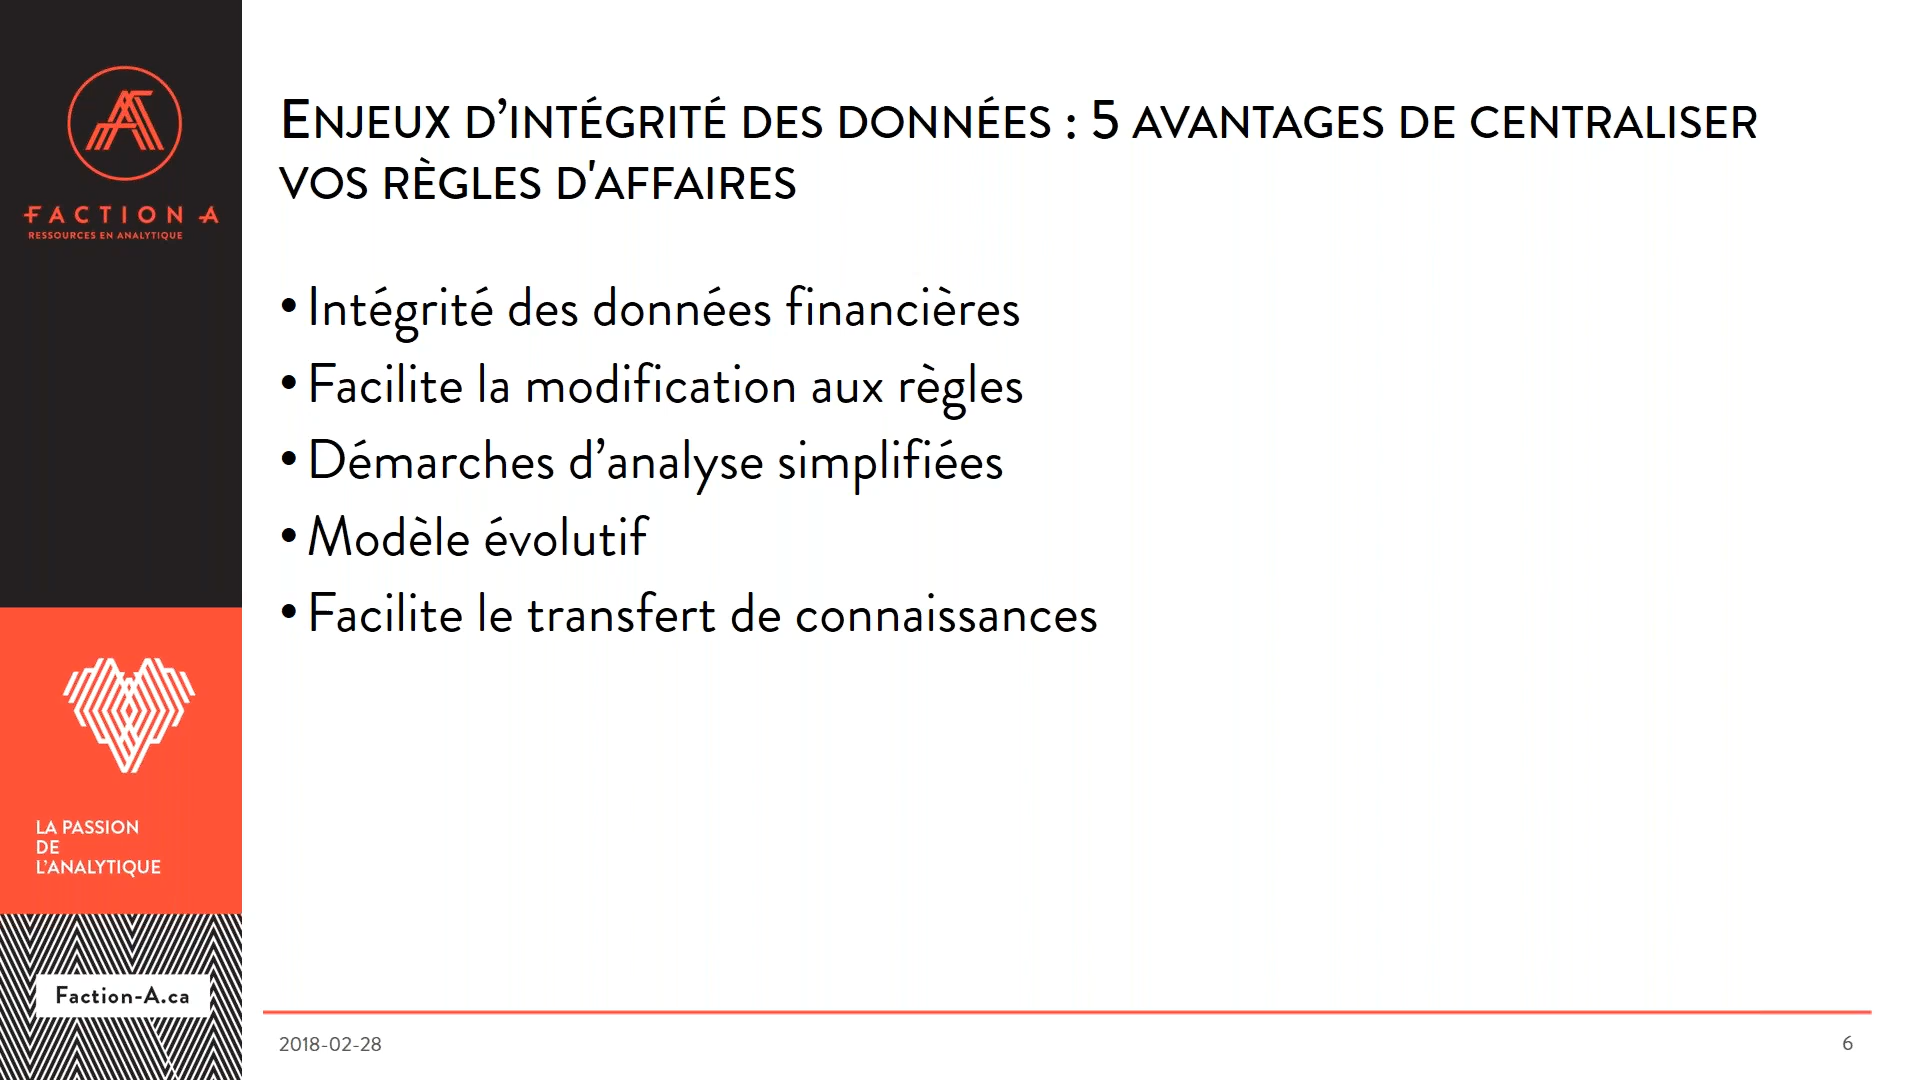 FACTION A
RESSOURCES EN ANALYTIQUE
ENJEUX D’INTÉGRITÉ DES DONNÉES : 5 AVANTAGES DE CENTRALISER
VOS RÈGLES D'AFFAIRES
• Intégrité des données financières
• Facilite la modification aux règles
• Démarches d’analyse simplifiées
• Modèle évolutif
• Facilite le transfert de connaissances
LA PASSION
DE
L’ANALYTIQUE
Faction-A.ca
2018-02-28
6